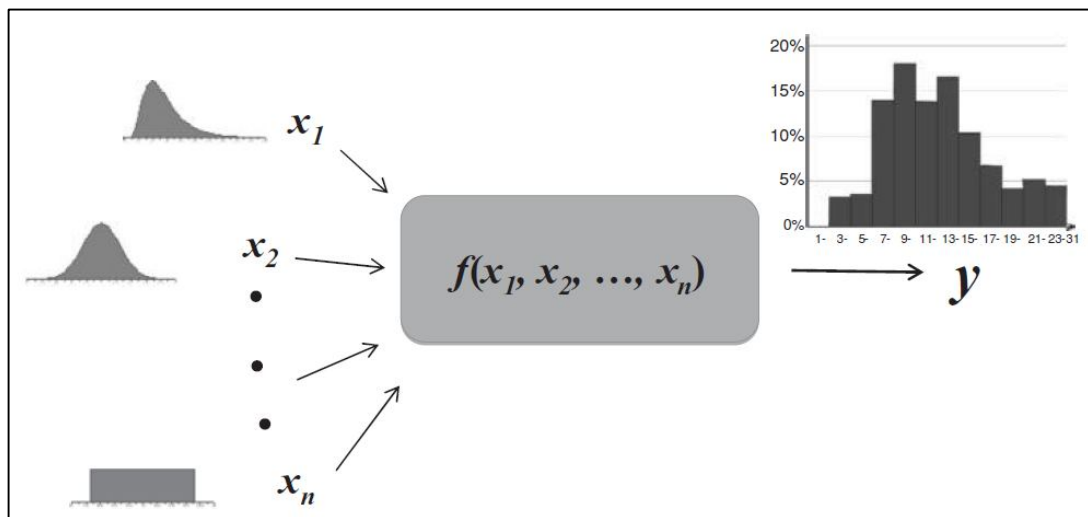 20%
15%
10%
5%
0%
1- 3- 5- 7- 9- 11- 13- 15- 17- 19- 21- 23-31
x1
x2
f(x1, x2, …, xn)
y
xn